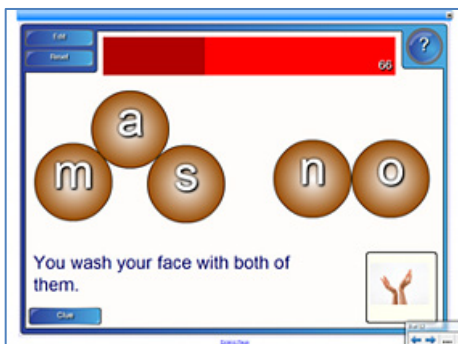 Edit
Reset
?
66
a
m s n o
You wash your face with both of
them.
Clue